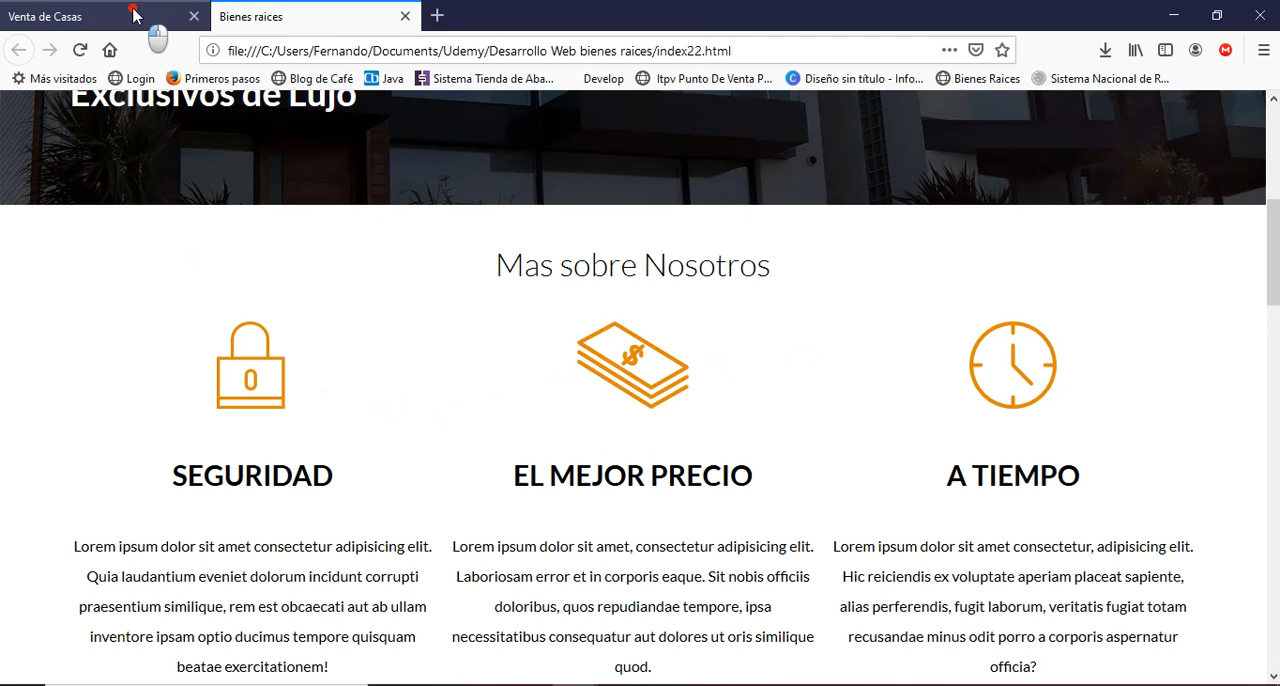 Venta de Casas
Bienes raices
file:///C:/Users/Fernando/Documents/Udemy/Desarrollo Web bienes raices/index22.html
Más visitados Login Primeros pasos Blog de Café Java Sistema Tienda de Aba... Develop ltpv Punto De Venta P... Diseño sin título - Info... Bienes Raices Sistema Nacional de R...
Exclusivos de Lujo
Mas sobre Nosotros
SEGURIDAD
Lorem ipsum dolor sit amet consectetur adipisicing elit.
Quia laudantium eveniet dolorum incidunt corrupti
praesentium similique, rem est obcaecati aut ab ullam
inventore ipsam optio ducimus tempore quisquam
beatae exercitationem!
EL MEJOR PRECIO
Lorem ipsum dolor sit amet, consectetur adipisicing elit.
Laboriosam error et in corporis eaque. Sit nobis officiis
doloribus, quos repudiandae tempore, ipsa
necessitatibus consequatur aut dolores ut oris similique
quod.
A TIEMPO
Lorem ipsum dolor sit amet consectetur, adipisicing elit.
Hic reiciendis ex voluptate aperiam placeat sapiente,
alias perferendis, fugit laborum, veritatis fugiat totam
recusandae minus odit porro a corporis aspernatur
officia?